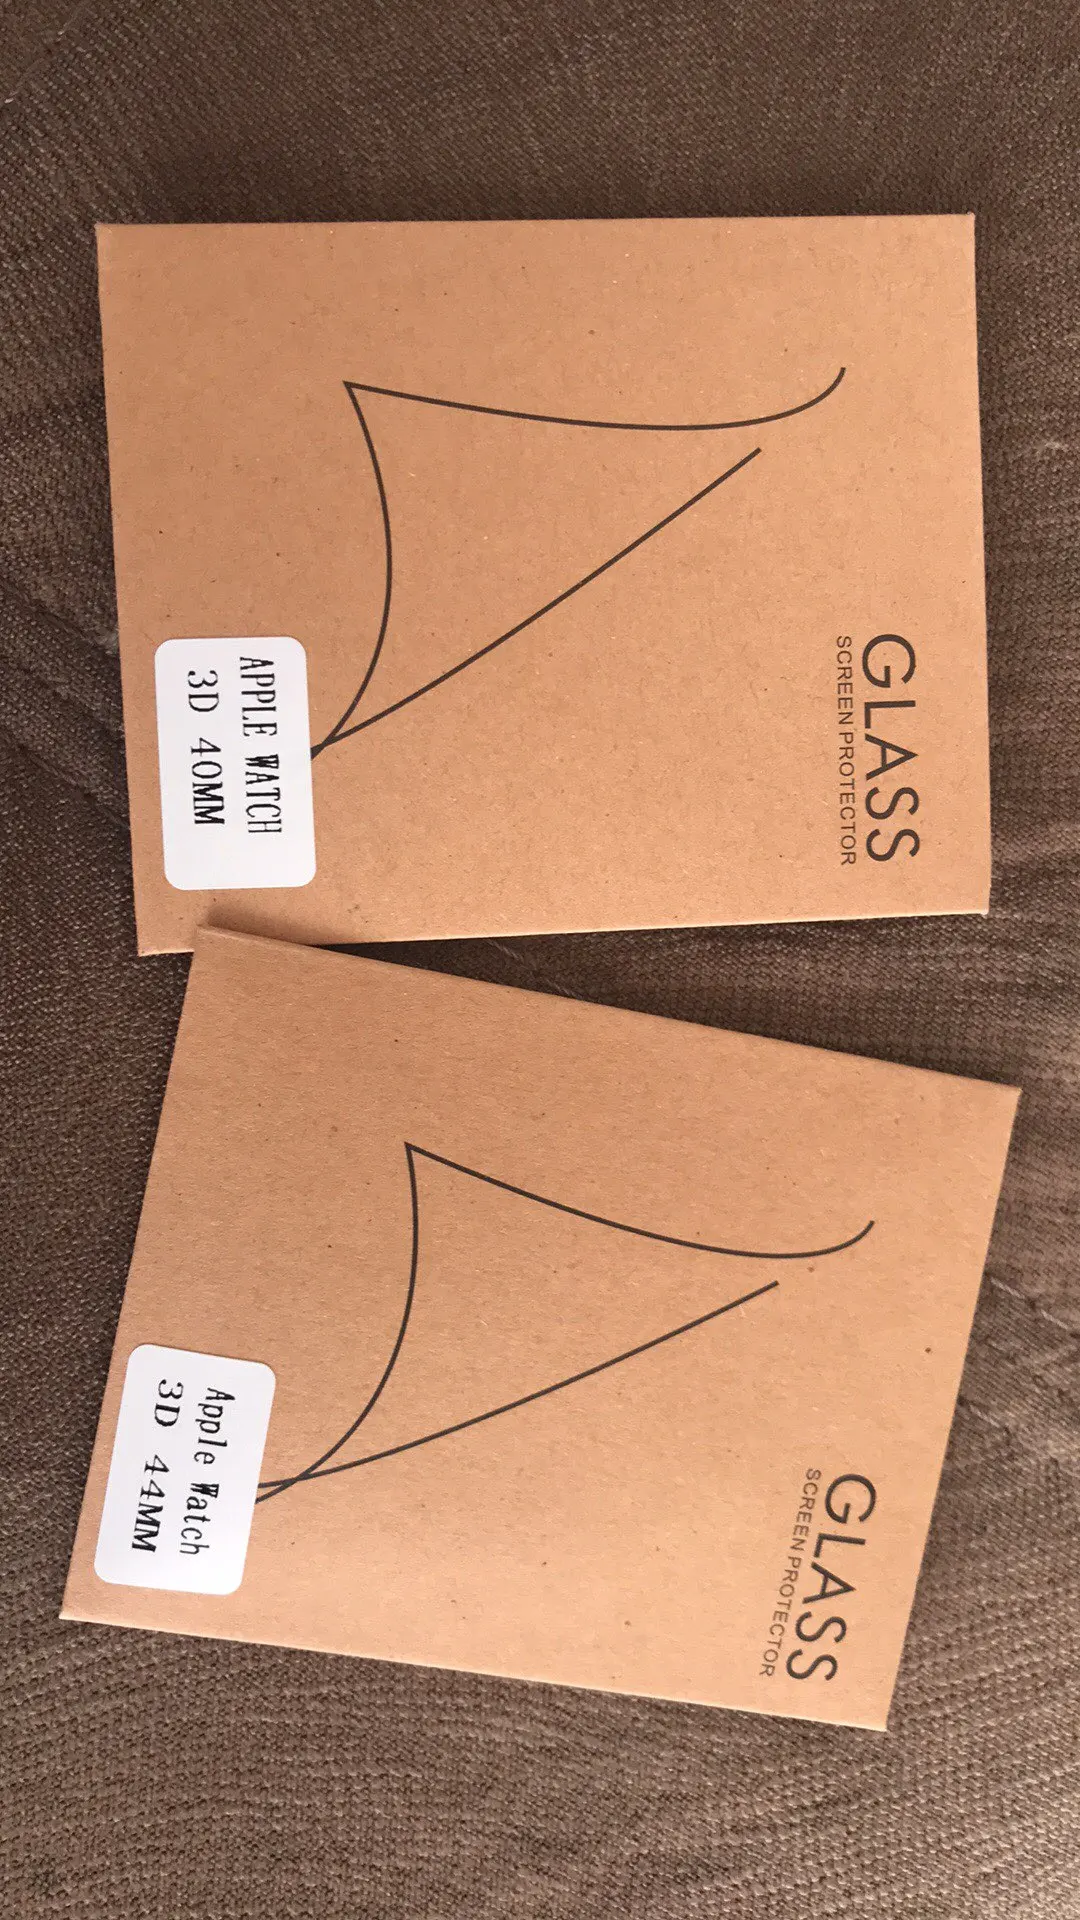 GLASS
SCREEN PROTECTOR
APPLE WATCH
3D 40MM
GLASS
SCREEN PROTECTOR
Apple Watch
3D 44MM